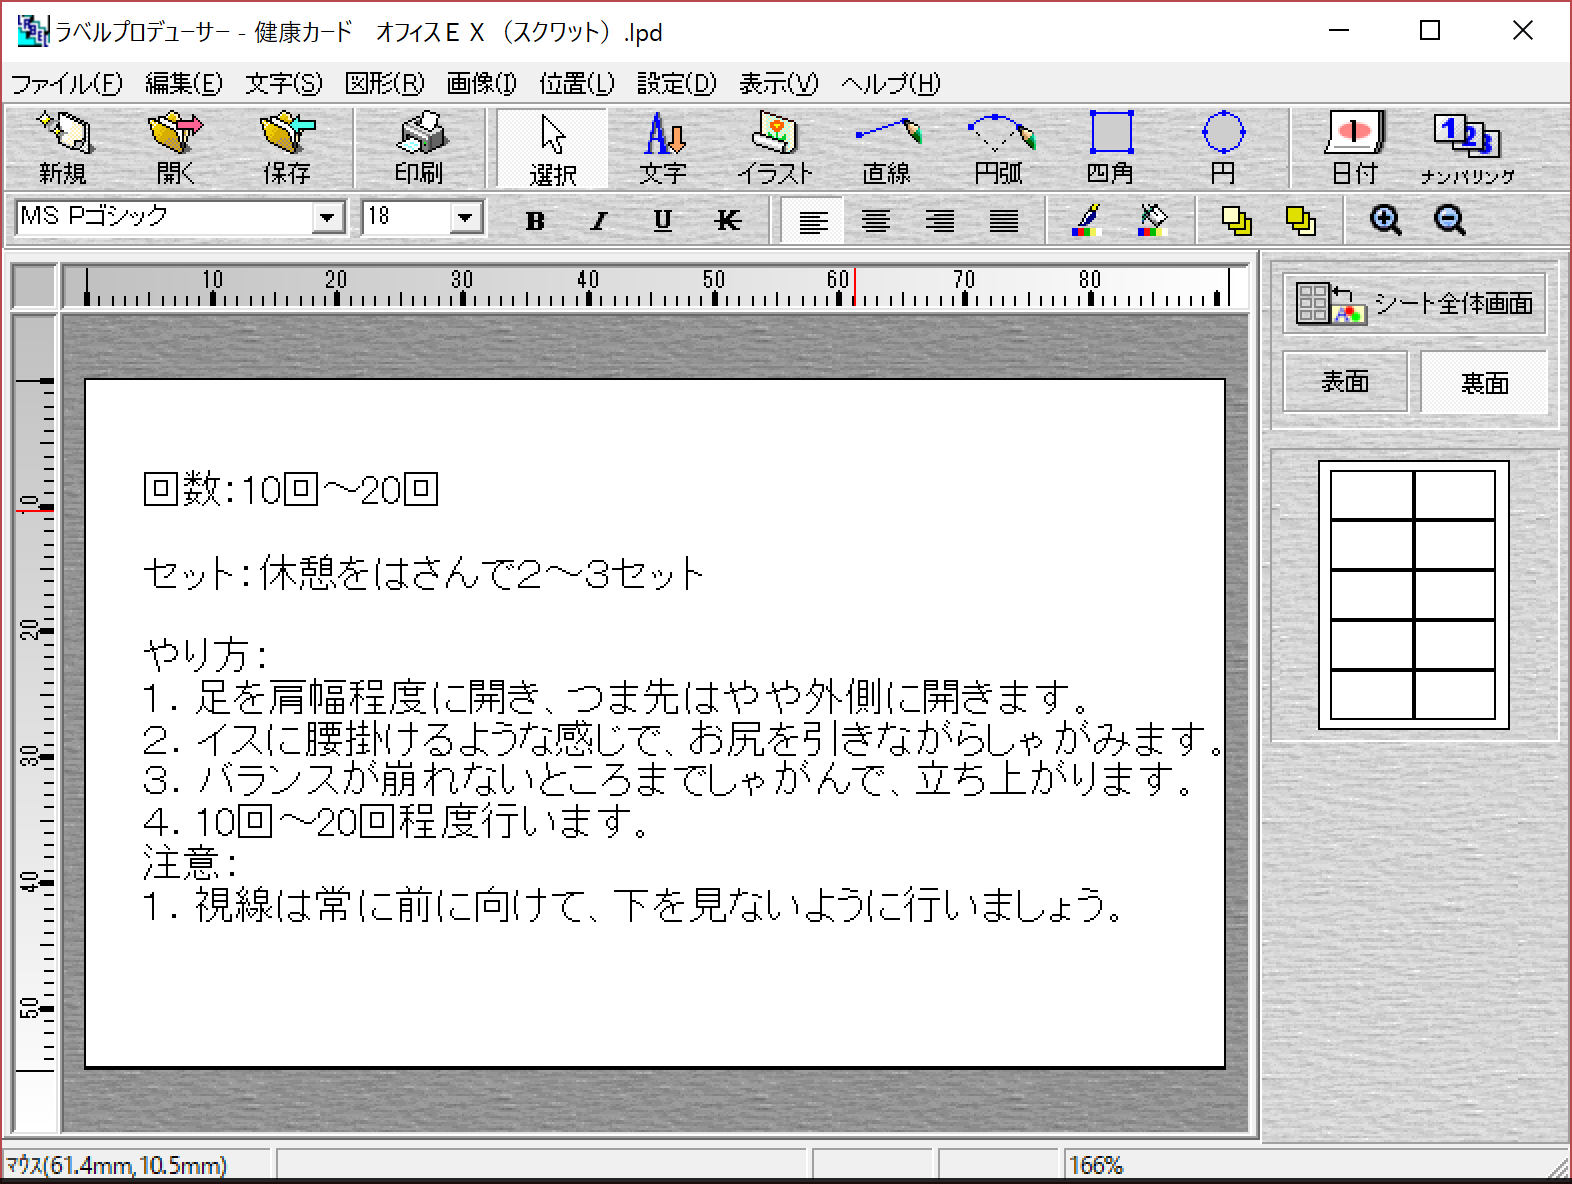 ラベルプロデューサー - 健康カード　オフィスＥＸ（スクワット）.lpd
ファイル(F) 編集(E) 文字(S) 図形(R) 画像(I) 位置(L) 設定(D) 表示(V) ヘルプ(H)
新規 開く 保存 印刷 選択 文字 イラスト 直線 円弧 四角 円 日付 ナンバリング
MS Pゴシック 18 B I U K
10 20 30 40 50 60 70 80
シート全体画面
表面 裏面
10
20
30
40
50
回数：10回～20回
セット：休憩をはさんで２～３セット
やり方：
１．足を肩幅程度に開き、つま先はやや外側に開きます。
２．イスに腰掛けるような感じで、お尻を引きながらしゃがみます。
３．バランスが崩れないところまでしゃがんで、立ち上がります。
４．10回～20回程度行います。
注意：
１．視線は常に前に向けて、下を見ないように行いましょう。
ﾏｳｽ(61.4mm,10.5mm) 166%